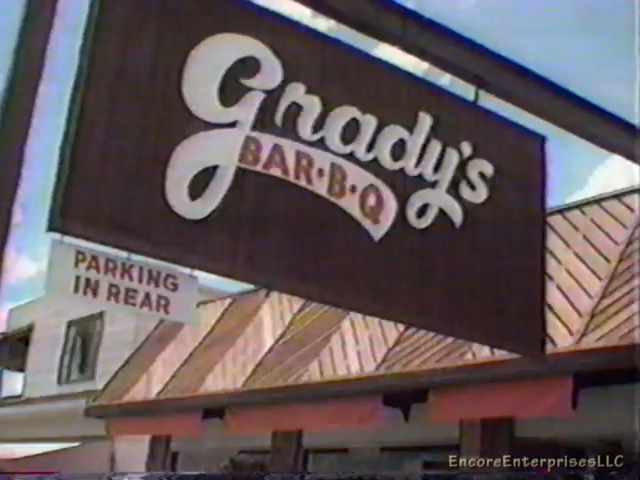 Grady's
BAR·B·Q
PARKING
IN REAR
EncoreEnterprisesLLC